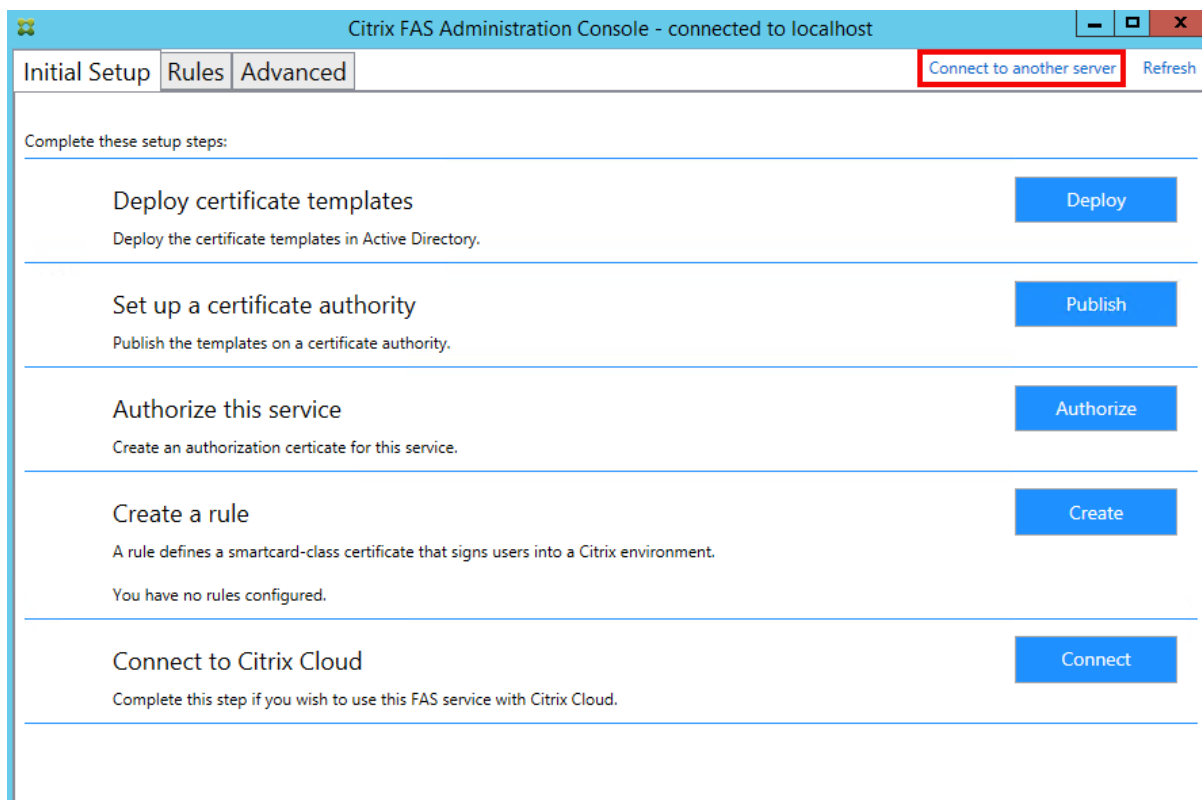 Citrix FAS Administration Console - connected to localhost
Initial Setup Rules Advanced Connect to another server Refresh
Complete these setup steps:
Deploy certificate templates
Deploy
Deploy the certificate templates in Active Directory.
Set up a certificate authority
Publish
Publish the templates on a certificate authority.
Authorize this service
Authorize
Create an authorization certicate for this service.
Create a rule
Create
A rule defines a smartcard-class certificate that signs users into a Citrix environment.
You have no rules configured.
Connect to Citrix Cloud
Connect
Complete this step if you wish to use this FAS service with Citrix Cloud.